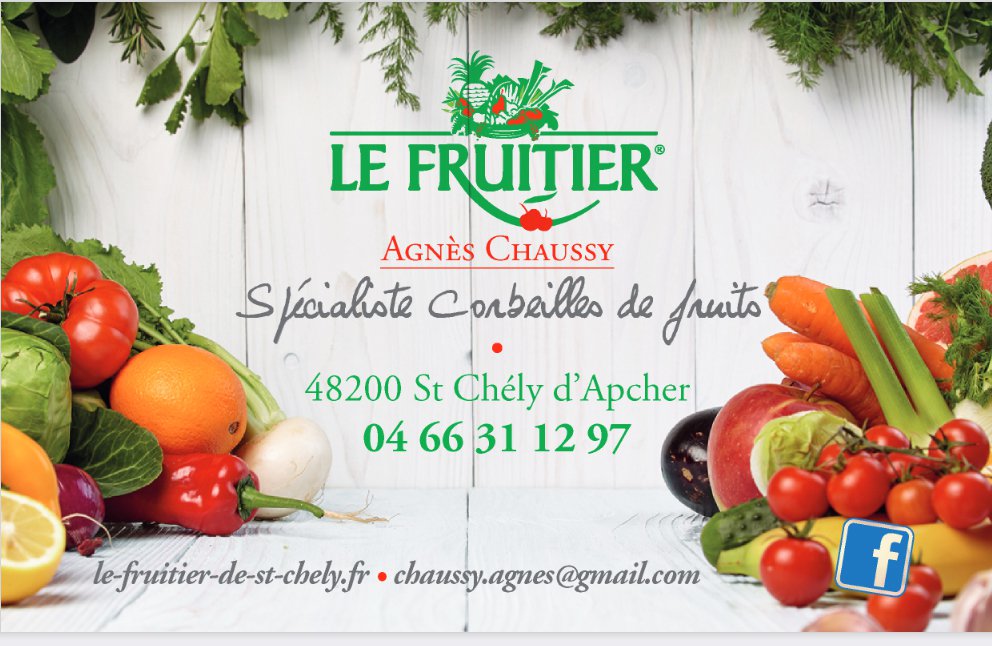 LE FRUITIER®
AGNÈS CHAUSSY
Spécialiste Corbeilles de fruits
•
48200 St Chély d'Apcher
04 66 31 12 97
le-fruitier-de-st-chely.fr • chaussy.agnes@gmail.com
f